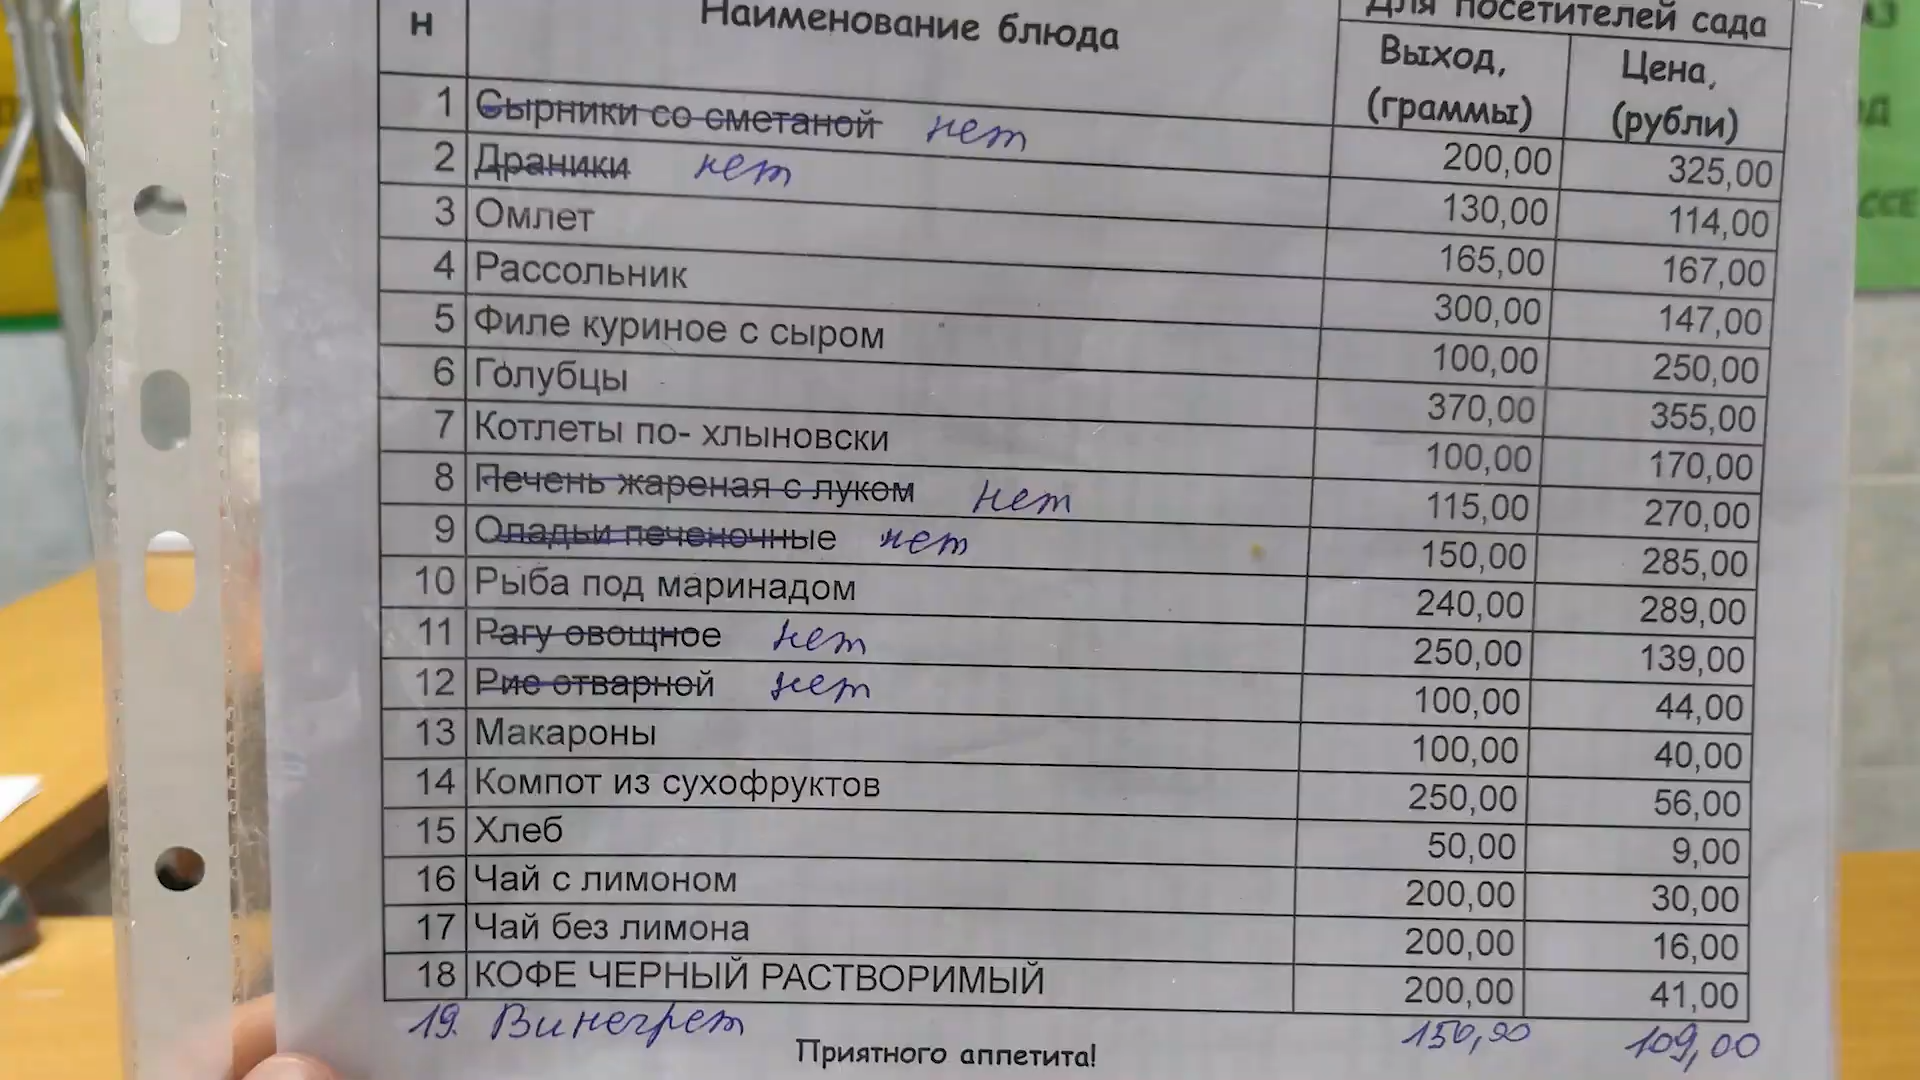 Для посетителей сада
н Наименование блюда Выход, (граммы) Цена, (рубли)
1 Сырники со сметаной нет 200,00 325,00
2 Драники нет 130,00 114,00
3 Омлет 165,00 167,00
4 Рассольник 300,00 147,00
5 Филе куриное с сыром 100,00 250,00
6 Голубцы 370,00 355,00
7 Котлеты по- хлыновски 100,00 170,00
8 Печень жареная с луком нет 115,00 270,00
9 Оладьи печеночные нет 150,00 285,00
10 Рыба под маринадом 240,00 289,00
11 Рагу овощное нет 250,00 139,00
12 Рис отварной нет 100,00 44,00
13 Макароны 100,00 40,00
14 Компот из сухофруктов 250,00 56,00
15 Хлеб 50,00 9,00
16 Чай с лимоном 200,00 30,00
17 Чай без лимона 200,00 16,00
18 КОФЕ ЧЕРНЫЙ РАСТВОРИМЫЙ 200,00 41,00
19. Винегрет 150,00 109,00
Приятного аппетита!